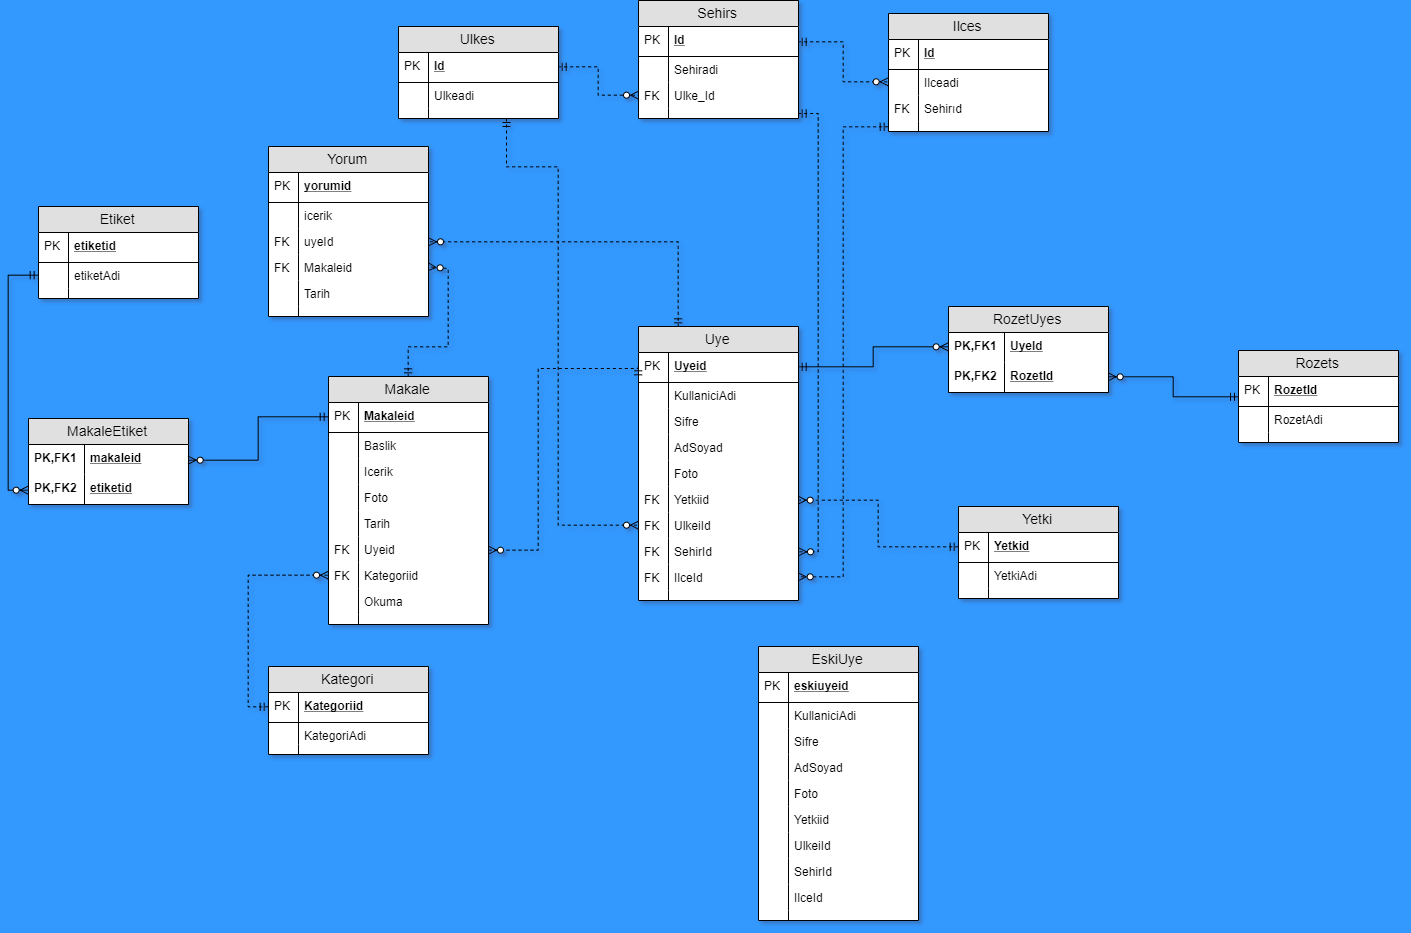 Ulkes
PK Id
Ulkeadi
Sehirs
PK Id
Sehiradi
FK Ulke_Id
Ilces
PK Id
Ilceadi
FK Sehirıd
Yorum
PK yorumid
icerik
FK uyeId
FK Makaleid
Tarih
Etiket
PK etiketid
etiketAdi
MakaleEtiket
PK,FK1 makaleid
PK,FK2 etiketid
Makale
PK Makaleid
Baslik
Icerik
Foto
Tarih
FK Uyeid
FK Kategoriid
Okuma
Kategori
PK Kategoriid
KategoriAdi
Uye
PK Uyeid
KullaniciAdi
Sifre
AdSoyad
Foto
FK Yetkiid
FK UlkeiId
FK SehirId
FK IlceId
RozetUyes
PK,FK1 UyeId
PK,FK2 RozetId
Rozets
PK RozetId
RozetAdi
Yetki
PK Yetkid
YetkiAdi
EskiUye
PK eskiuyeid
KullaniciAdi
Sifre
AdSoyad
Foto
Yetkiid
UlkeiId
SehirId
IlceId